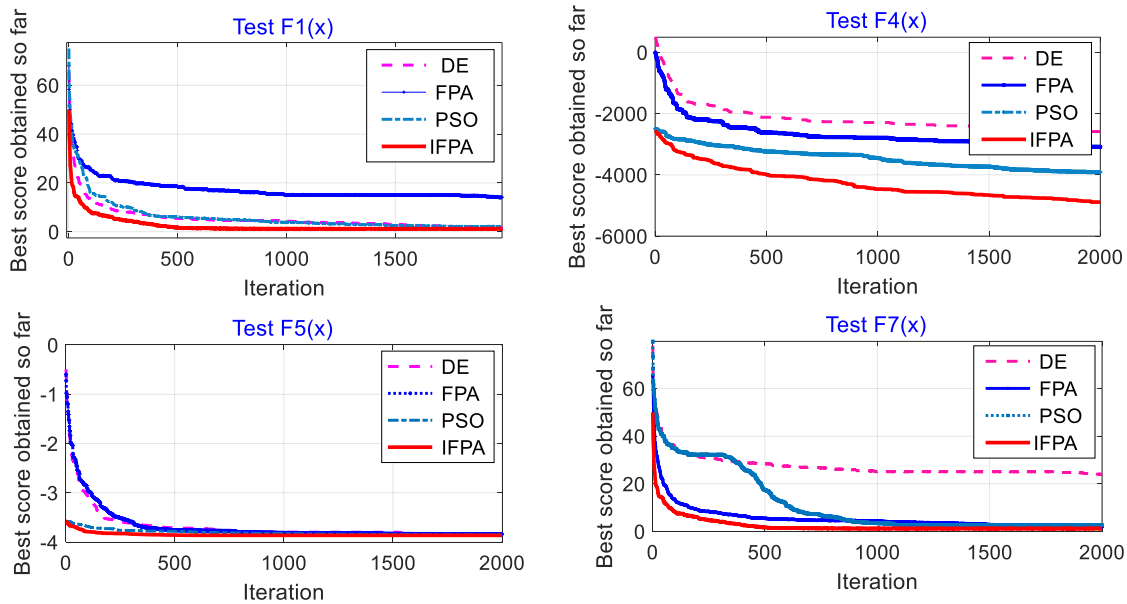 Test F1(x)
Best score obtained so far
60
40
20
0
0
500
1000
1500
Iteration
DE
FPA
PSO
IFPA
Test F4(x)
Best score obtained so far
0
-2000
-4000
-6000
0
500
1000
1500
2000
Iteration
DE
FPA
PSO
IFPA
Test F5(x)
Best score obtained so far
0
-1
-2
-3
-4
0
500
1000
1500
2000
Iteration
DE
FPA
PSO
IFPA
Test F7(x)
Best score obtained so far
60
40
20
0
0
500
1000
1500
2000
Iteration
DE
FPA
PSO
IFPA